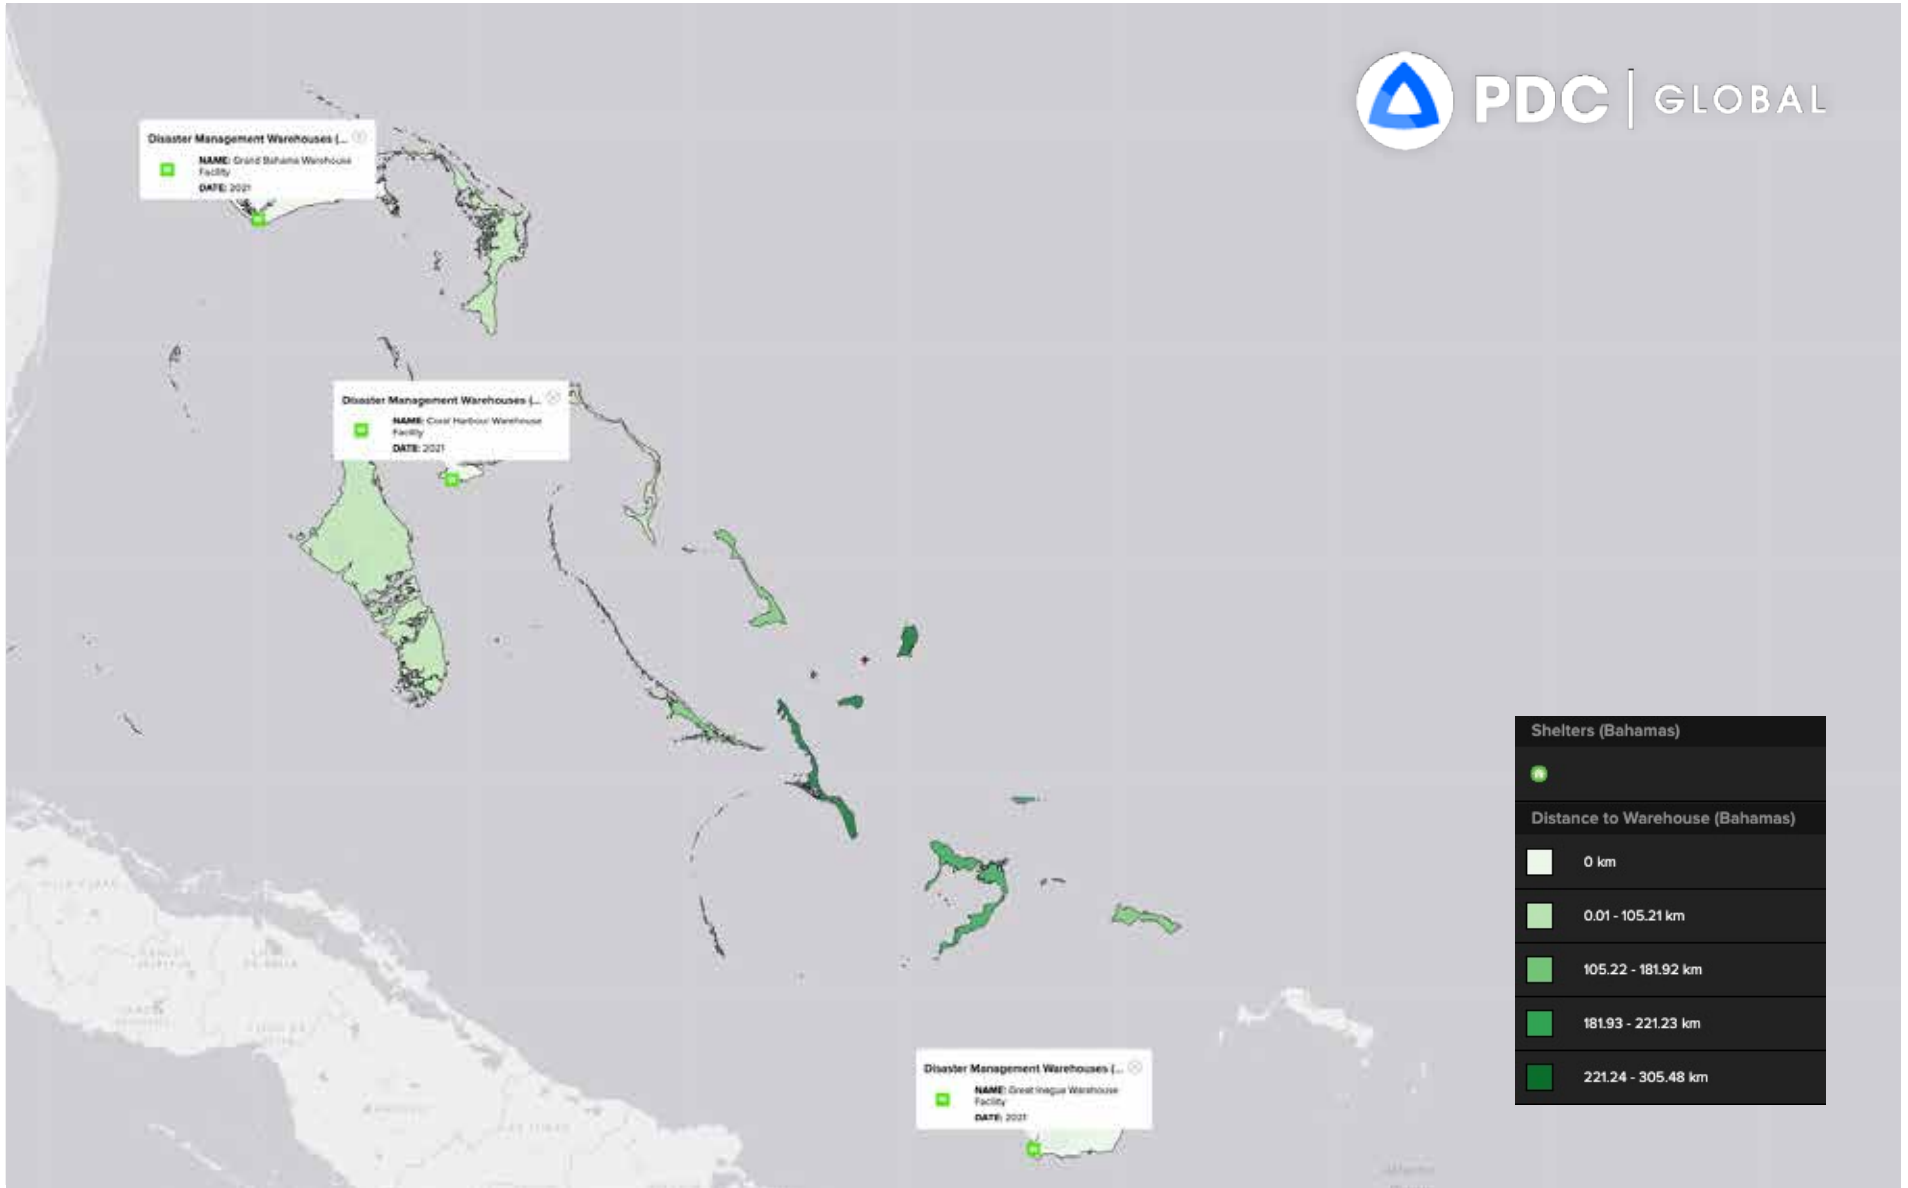 PDC | GLOBAL
Disaster Management Warehouses (...
NAME: Grand Bahama Warehouse
Facility
DATE: 2021
Disaster Management Warehouses (...
NAME: Coral Harbour Warehouse
Facility
DATE: 2021
Shelters (Bahamas)
Distance to Warehouse (Bahamas)
0 km
0.01 - 105.21 km
105.22 - 181.92 km
181.93 - 221.23 km
221.24 - 305.48 km
Disaster Management Warehouses (...
NAME: Great Inagua Warehouse
Facility
DATE: 2021